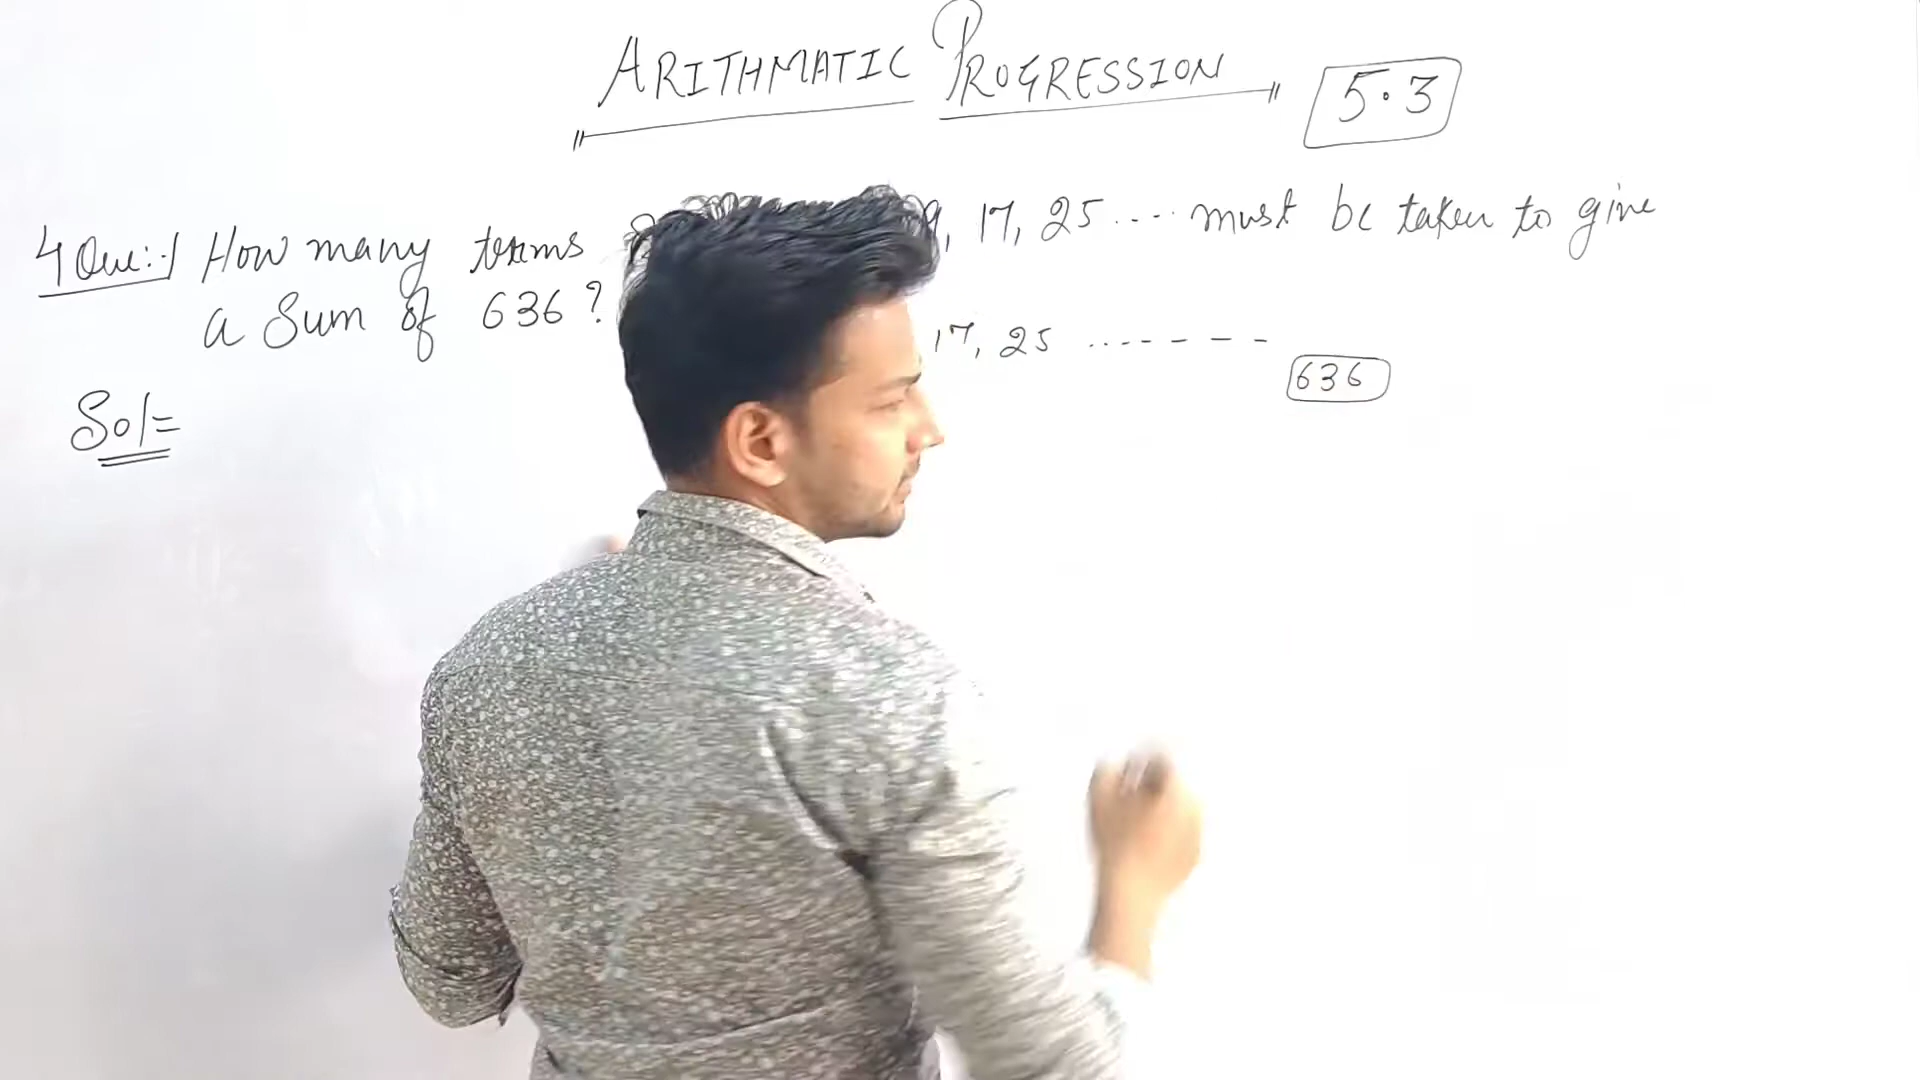 ARITHMATIC PROGRESSION 5.3
4 Que:- How many terms 9, 17, 25.... must be taken to give
a Sum of 636?
17, 25 .......---
636
Sol=